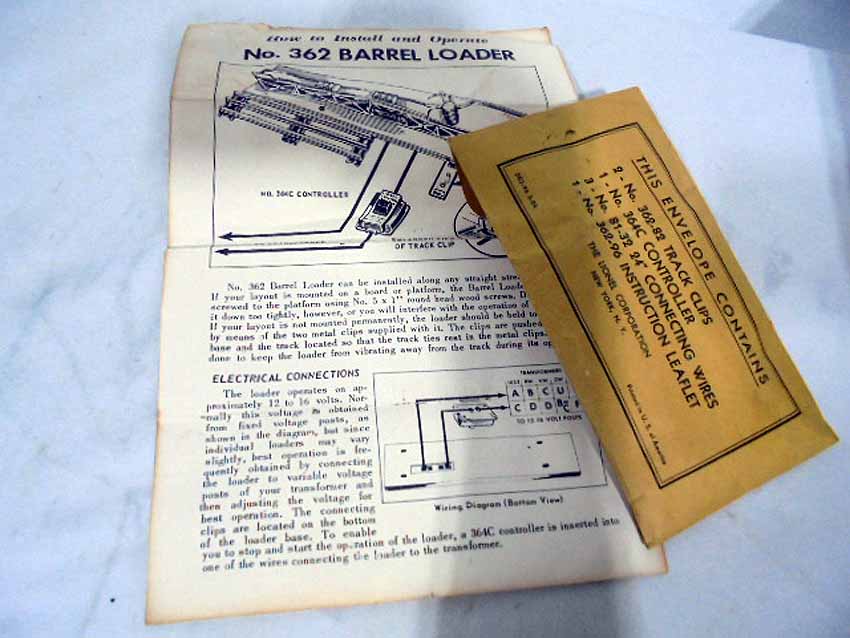 How to Install and Operate
No. 362 BARREL LOADER
NO. 364C CONTROLLER
OF TRACK CLIP
No. 362 Barrel Loader can be installed along any straight
If your layout is mounted on a board or platform, the Barrel
screwed to the platform using No. 5 x 1" round head wood screws.
it down too tightly, however, or you will interfere with the operation of
If your layout is not mounted permanently, the loader should be held to
by means of the two metal clips supplied with it. The clips are pushed
base and the track located so that the track ties rest in the metal clips.
done to keep the loader from vibrating away from the track during its
ELECTRICAL CONNECTIONS
The loader operates on ap-
proximately 12 to 16 volts. Nor-
mally this voltage is obtained
from fixed voltage posts, as
shown in the diagram, but since
individual loaders may vary
slightly, best operation is fre-
quently obtained by connecting
the loader to variable voltage
posts of your transformer and
then adjusting the voltage for
best operation. The connecting
clips are located on the bottom
of the loader base. To enable
you to stop and start the operation of the loader, a 364C controller is inserted into
one of the wires connecting the loader to the transformer.
TRANSFORMERS
A B C U
C D D
TO 12-16 VOLT POSTS
Wiring Diagram (Bottom View)
THIS ENVELOPE CONTAINS
2 - No. 362-82 TRACK CLIPS
1 - No. 364C CONTROLLER
3 - No. 81-32 24" CONNECTING WIRES
1 - No. 362-96 INSTRUCTION LEAFLET
THE LIONEL CORPORATION
NEW YORK, N. Y.
Printed in U. S. of America